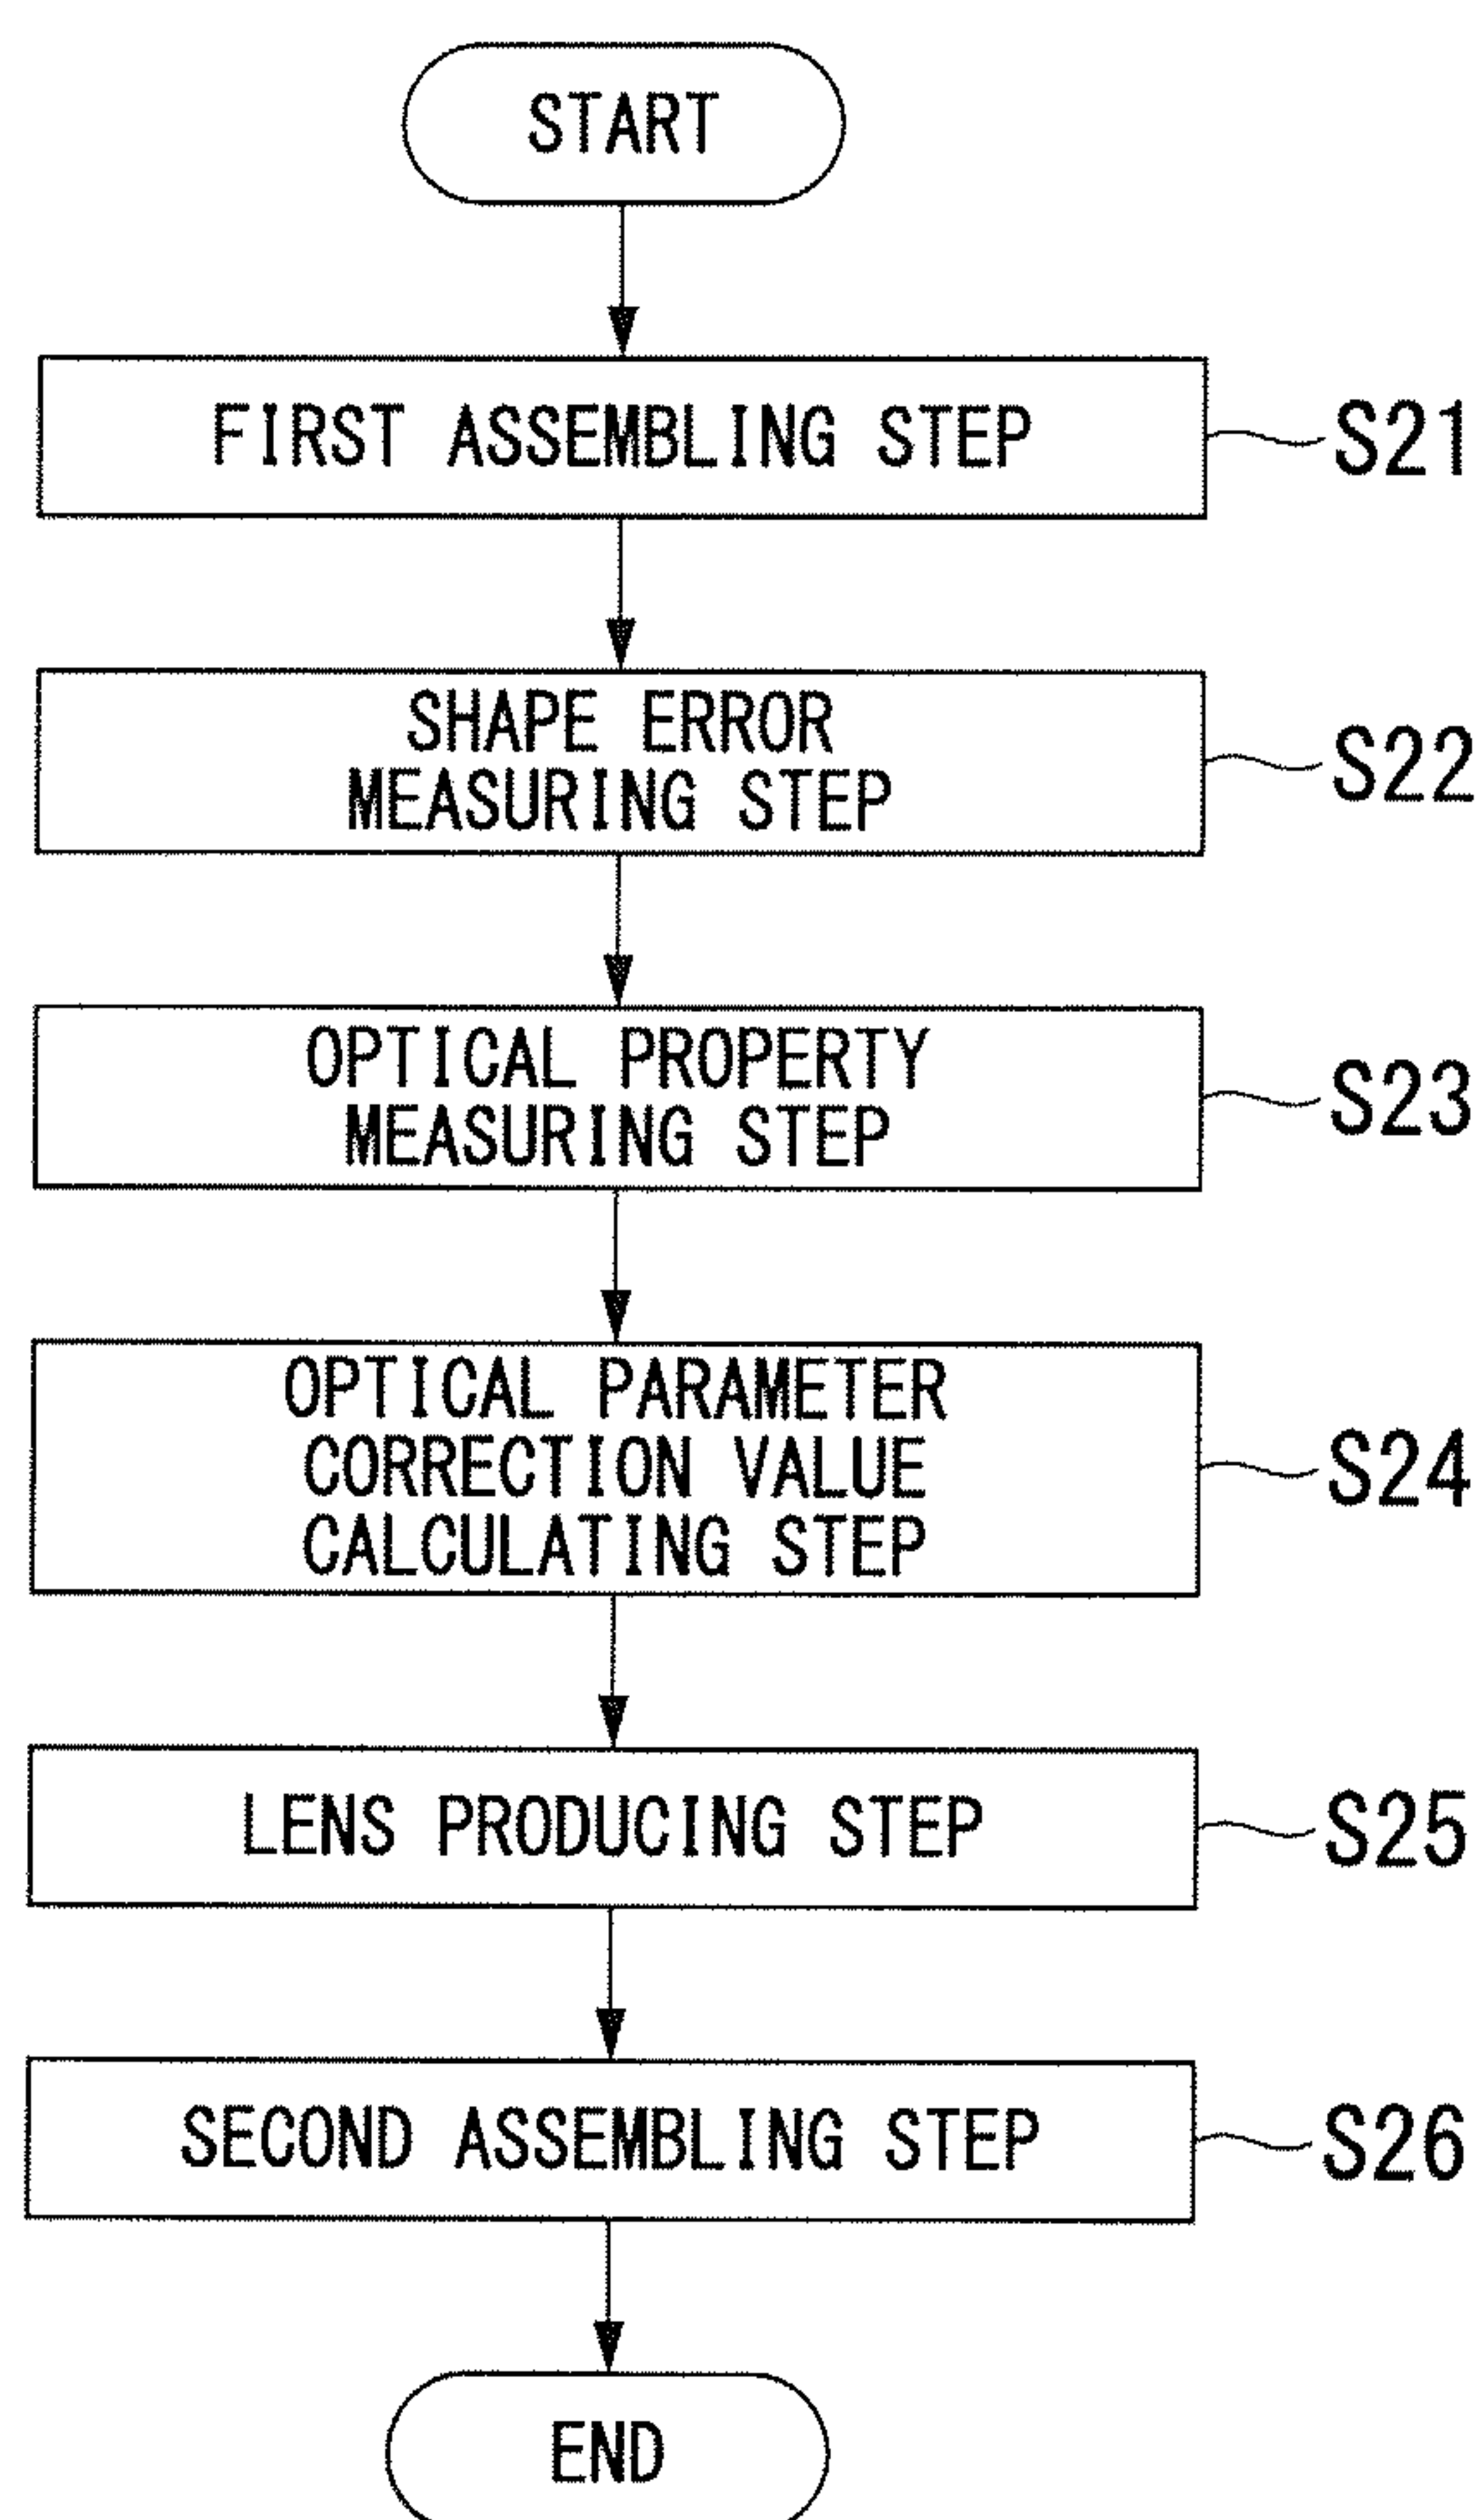 START
FIRST ASSEMBLING STEP
S21
SHAPE ERROR
MEASURING STEP
S22
OPTICAL PROPERTY
MEASURING STEP
S23
OPTICAL PARAMETER
CORRECTION VALUE
CALCULATING STEP
S24
LENS PRODUCING STEP
S25
SECOND ASSEMBLING STEP
S26
END